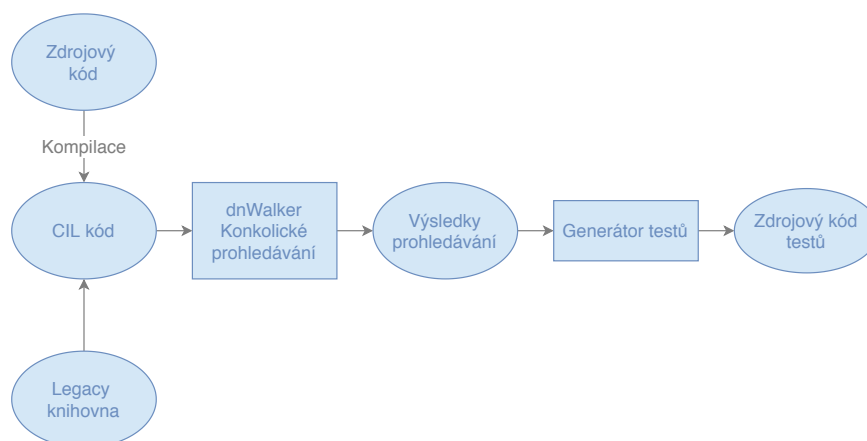 Zdrojový
kód
Kompilace
CIL kód
dnWalker
Konkolické
prohledávání
Výsledky
prohledávání
Generátor testů
Zdrojový kód
testů
Legacy
knihovna